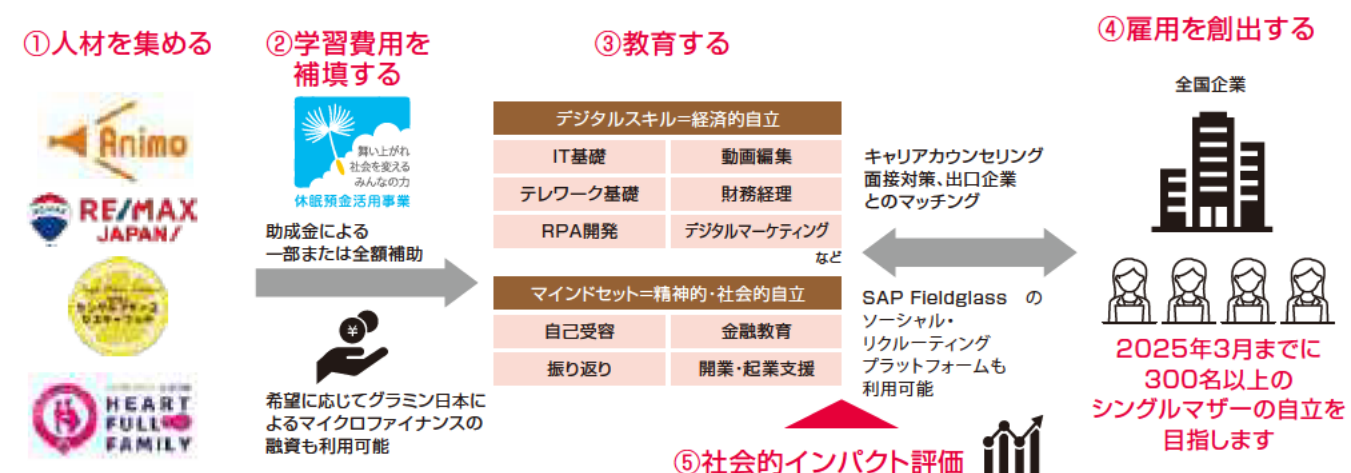 ①人材を集める
Animo
RE/MAX
JAPAN/
HEART
FULL
FAMILY
②学習費用を
補填する
舞い上がれ
社会を変える
みんなの力
休眠預金活用事業
助成金による
一部または全額補助
¥
希望に応じてグラミン日本に
よるマイクロファイナンスの
融資も利用可能
③教育する
デジタルスキル=経済的自立
IT基礎 動画編集
テレワーク基礎 財務経理
RPA開発 デジタルマーケティング
など
マインドセット=精神的・社会的自立
自己受容 金融教育
振り返り 開業・起業支援
キャリアカウンセリング
面接対策、出口企業
とのマッチング
SAP Fieldglass の
ソーシャル・
リクルーティング
プラットフォームも
利用可能
④雇用を創出する
全国企業
2025年3月までに
300名以上の
シングルマザーの自立を
目指します
⑤社会的インパクト評価